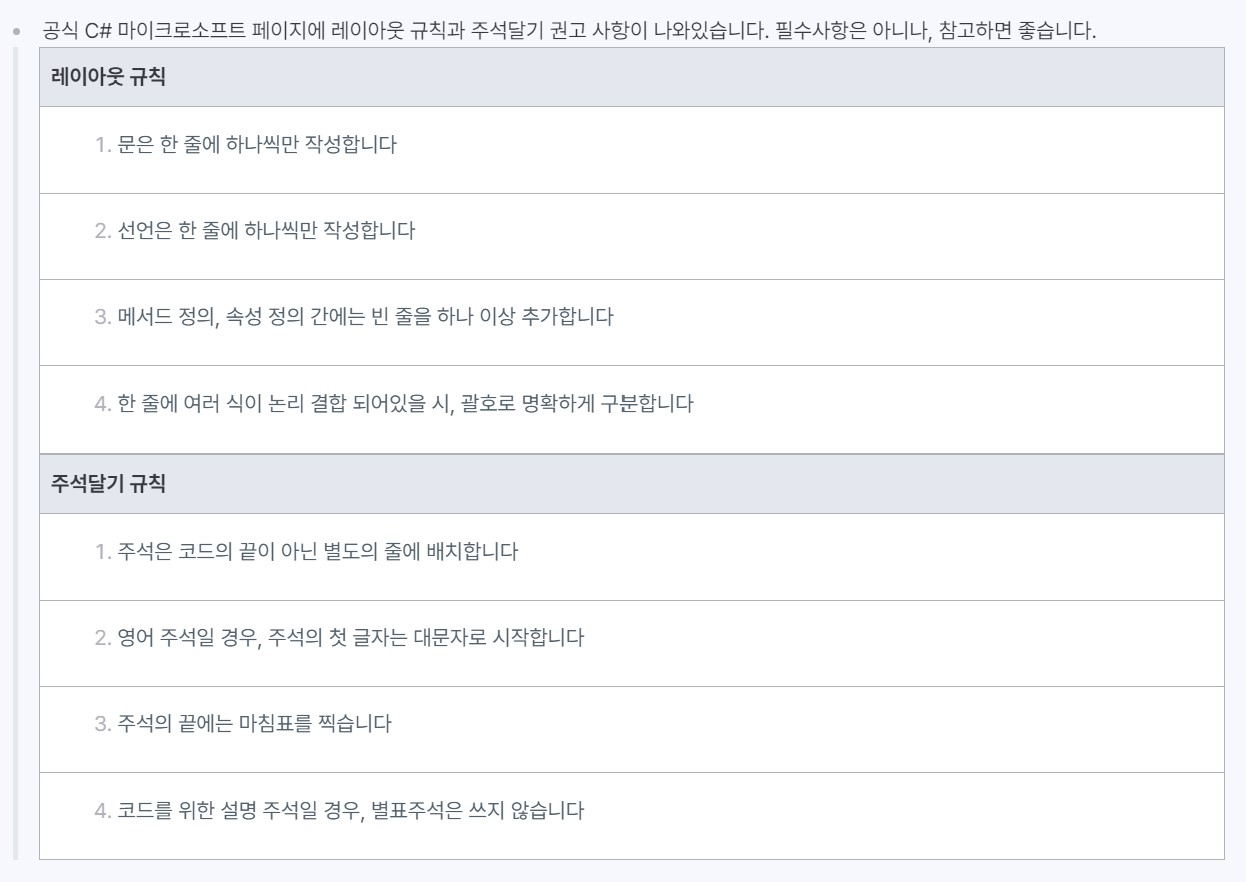 공식 C# 마이크로소프트 페이지에 레이아웃 규칙과 주석달기 권고 사항이 나와있습니다. 필수사항은 아니나, 참고하면 좋습니다.
레이아웃 규칙
1. 문은 한 줄에 하나씩만 작성합니다
2. 선언은 한 줄에 하나씩만 작성합니다
3. 메서드 정의, 속성 정의 간에는 빈 줄을 하나 이상 추가합니다
4. 한 줄에 여러 식이 논리 결합 되어있을 시, 괄호로 명확하게 구분합니다
주석달기 규칙
1. 주석은 코드의 끝이 아닌 별도의 줄에 배치합니다
2. 영어 주석일 경우, 주석의 첫 글자는 대문자로 시작합니다
3. 주석의 끝에는 마침표를 찍습니다
4. 코드를 위한 설명 주석일 경우, 별표주석은 쓰지 않습니다